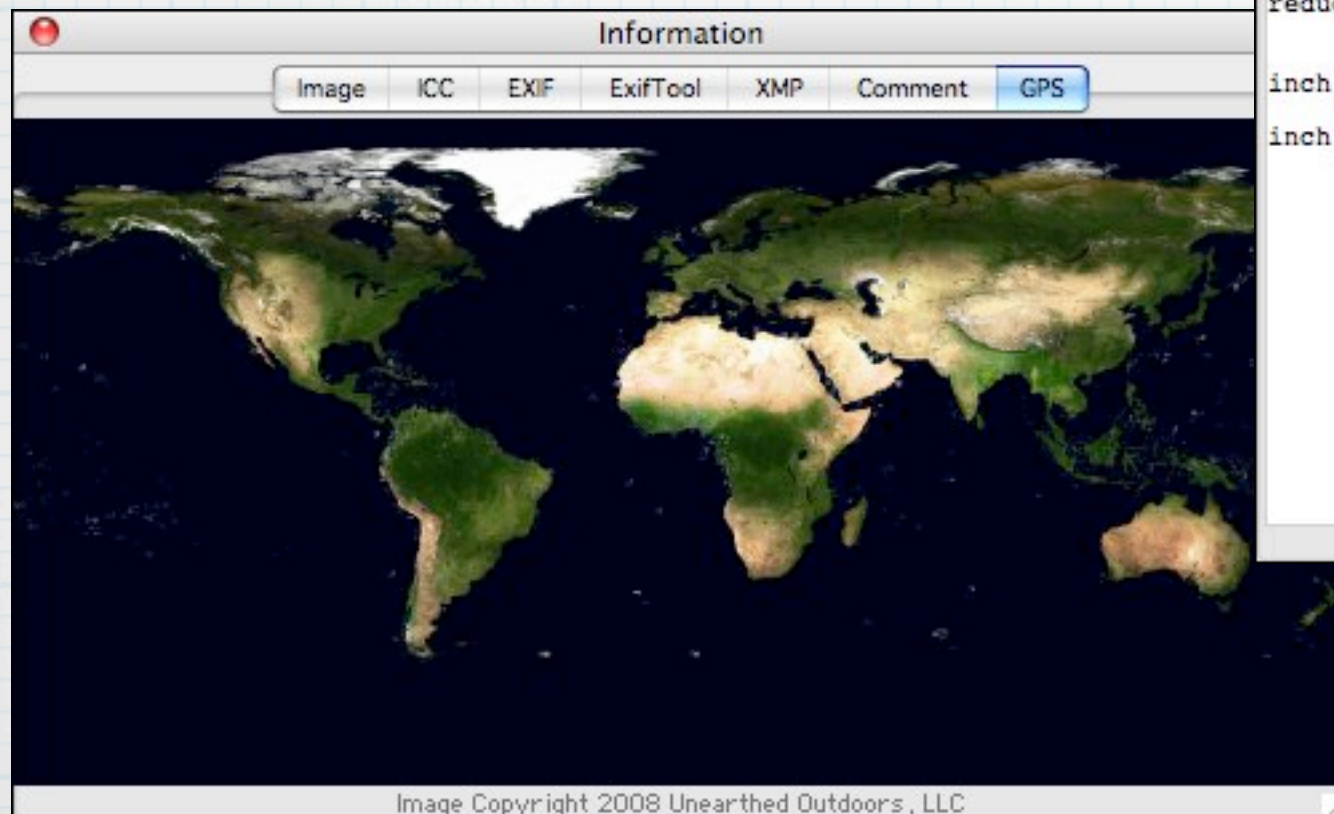 Information
Image ICC EXIF ExifTool XMP Comment GPS
inch
inch
Image Copyright 2008 Unearthed Outdoors, LLC